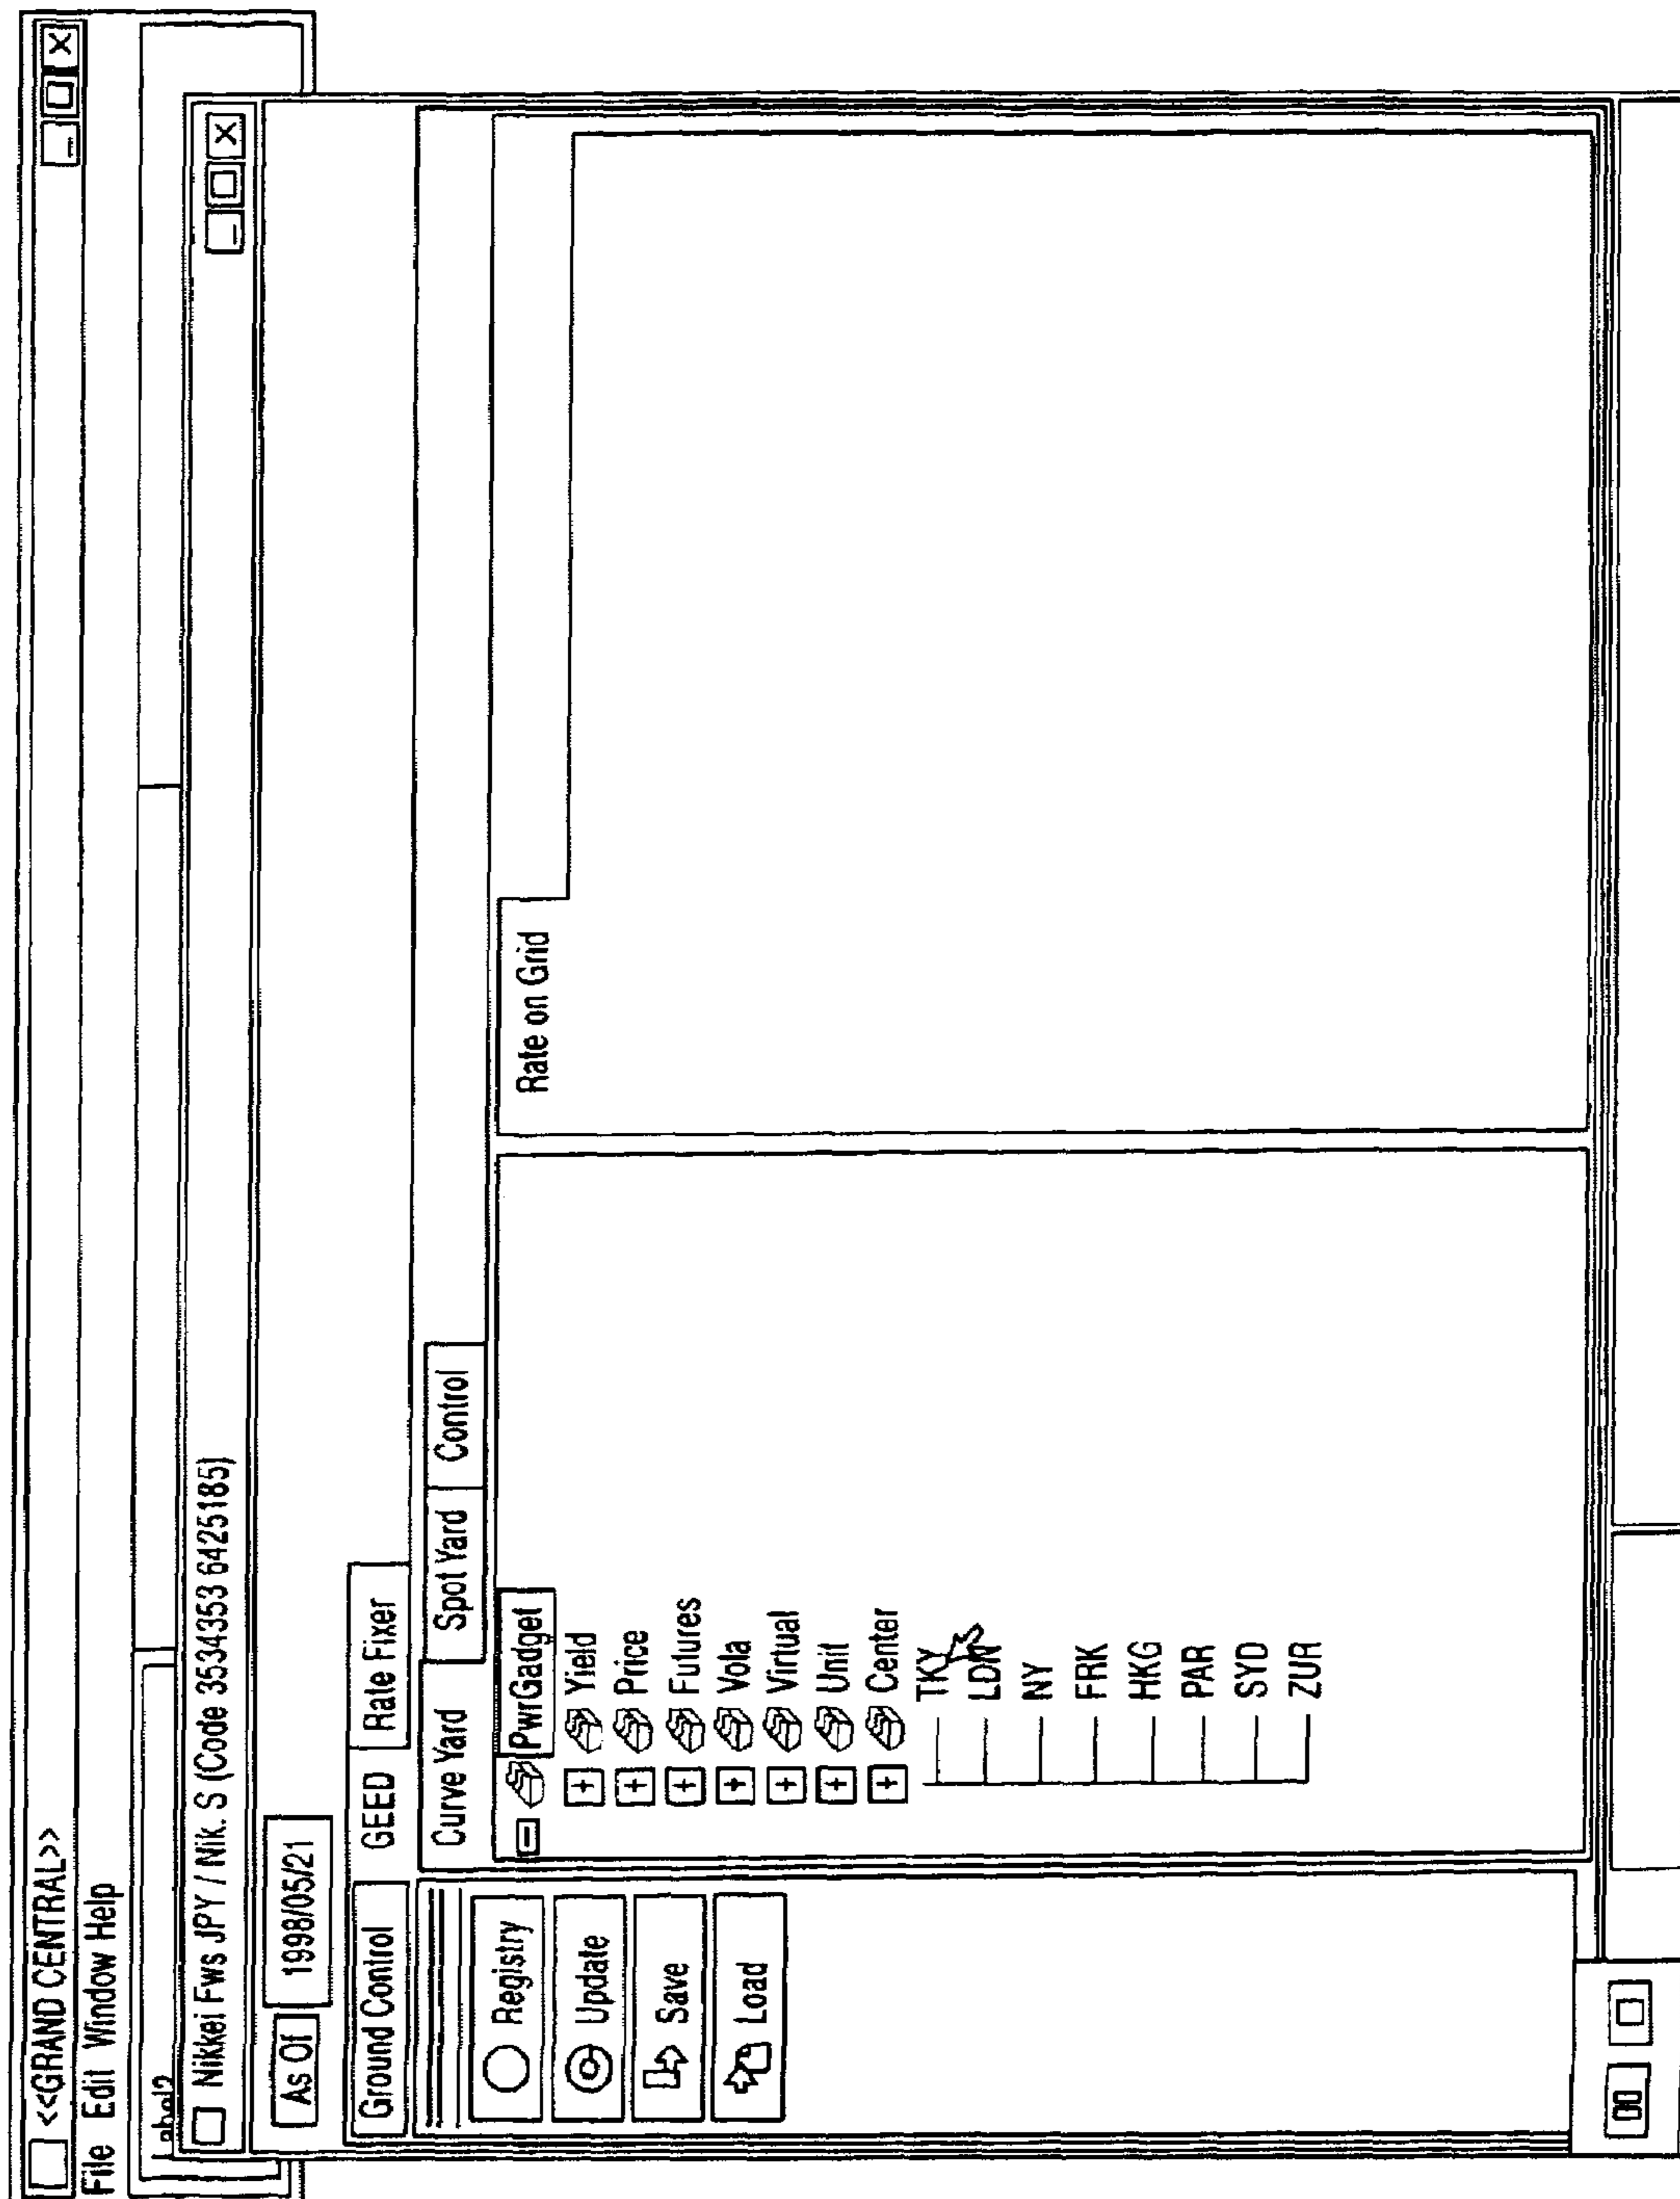 <<GRAND CENTRAL>>
File Edit Window Help
Nikkei Fws JPY / Nik. S (Code 3534353 6425185)
As Of 1998/05/21
Ground Control GEED Rate Fixer
Curve Yard Spot Yard Control
Registry
Update
Save
Load
PwrGadget
Yield
Price
Futures
Vola
Virtual
Unit
Center
TKY
LDN
NY
FRK
HKG
PAR
SYD
ZUR
Rate on Grid